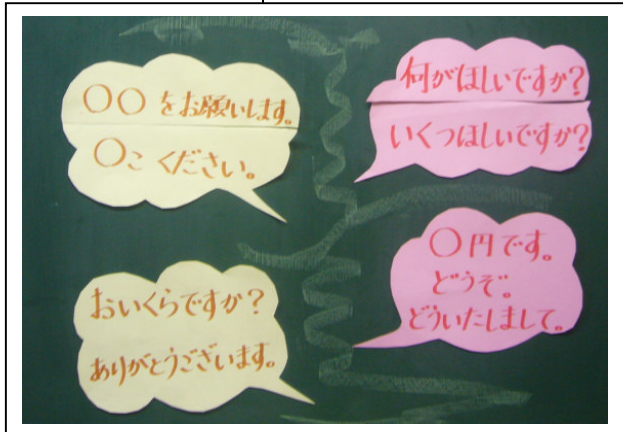 ○○をお願いします。
○こください。
何がほしいですか?
いくつほしいですか?
おいくらですか?
ありがとうございます。
○円です。
どうぞ。
どういたしまして。